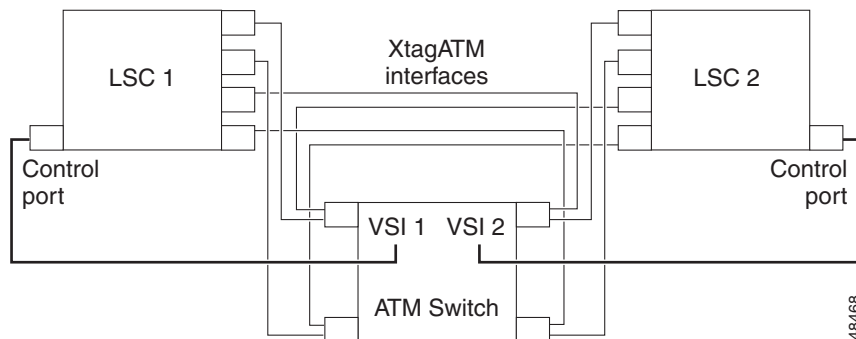 LSC 1
XtagATM
interfaces
LSC 2
Control
port
Control
port
VSI 1
VSI 2
ATM Switch
48468